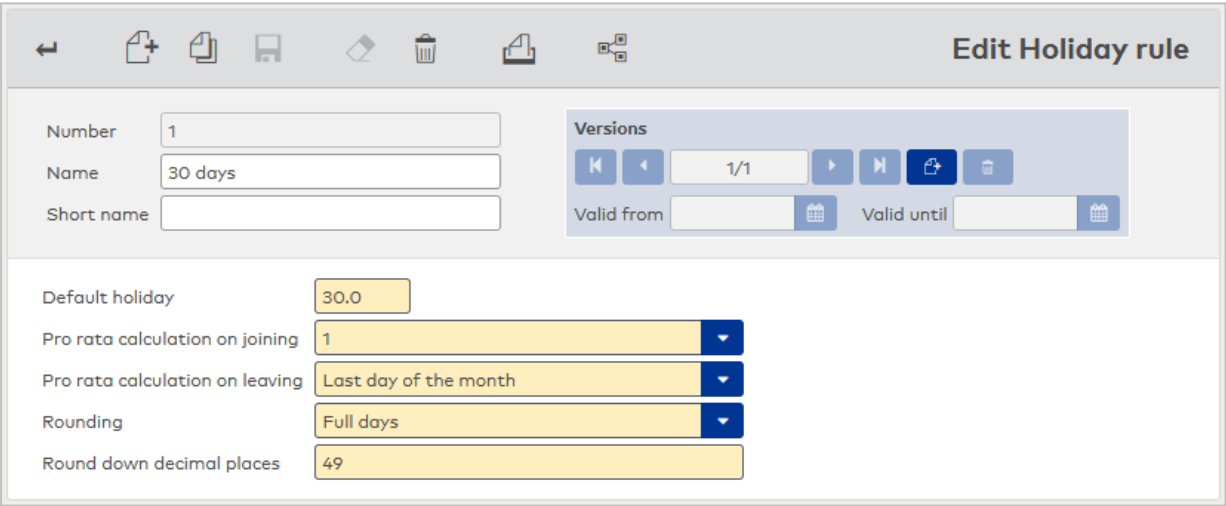 Edit Holiday rule
Number 1
Name 30 days
Short name
Versions
1/1
Valid from Valid until
Default holiday 30.0
Pro rata calculation on joining 1
Pro rata calculation on leaving Last day of the month
Rounding Full days
Round down decimal places 49